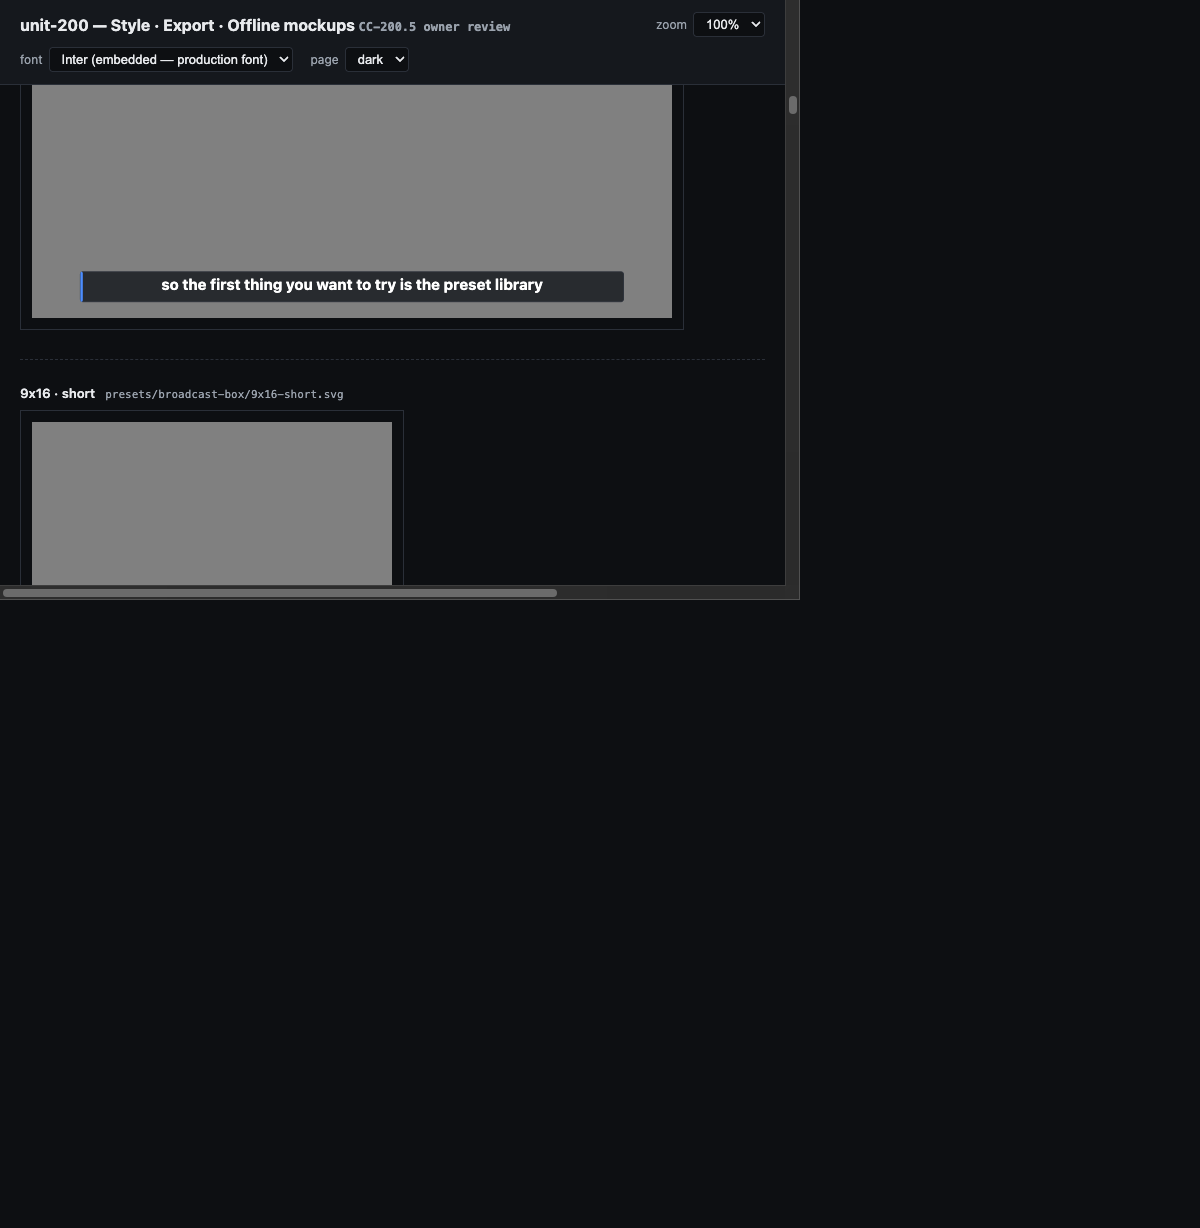 unit-200 — Style · Export · Offline mockups CC-200.5 owner review
zoom 100%
font Inter (embedded — production font) page dark
so the first thing you want to try is the preset library
9x16 · short presets/broadcast-box/9x16-short.svg